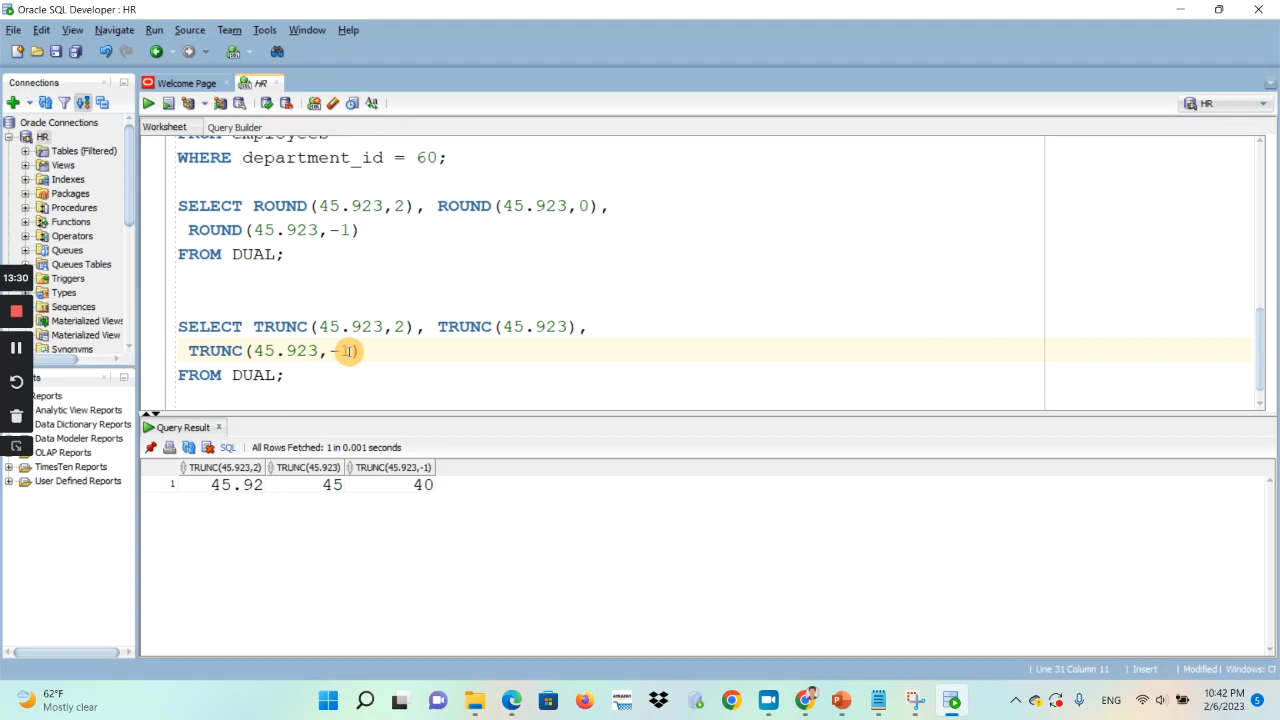 Oracle SQL Developer : HR
File Edit View Navigate Run Source Team Tools Window Help
Connections
Welcome Page
HR
HR
Worksheet Query Builder
Oracle Connections
HR
Tables (Filtered)
Views
Indexes
Packages
Procedures
Functions
Operators
Queues
Queues Tables
Triggers
Types
Sequences
Materialized Views
Materialized View
Synonyms
13:30
WHERE department_id = 60;
SELECT ROUND(45.923,2), ROUND(45.923,0),
ROUND(45.923,-1)
FROM DUAL;
SELECT TRUNC(45.923,2), TRUNC(45.923),
TRUNC(45.923,-1)
FROM DUAL;
Reports
Analytic View Reports
Data Dictionary Reports
Data Modeler Reports
OLAP Reports
TimesTen Reports
User Defined Reports
Query Result
SQL | All Rows Fetched: 1 in 0.001 seconds
TRUNC(45.923,2) TRUNC(45.923) TRUNC(45.923,-1)
1 45.92 45 40
Line 31 Column 11 | Insert | Modified | Windows: C
62°F
Mostly clear
ENG
10:42 PM
2/6/2023
5